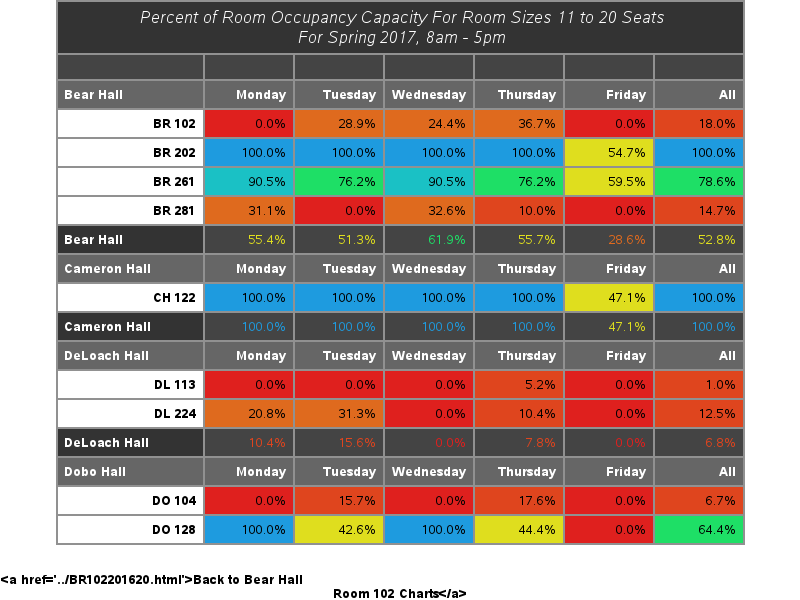 Percent of Room Occupancy Capacity For Room Sizes 11 to 20 Seats
For Spring 2017, 8am - 5pm
Bear Hall Monday Tuesday Wednesday Thursday Friday All
BR 102 0.0% 28.9% 24.4% 36.7% 0.0% 18.0%
BR 202 100.0% 100.0% 100.0% 100.0% 54.7% 100.0%
BR 261 90.5% 76.2% 90.5% 76.2% 59.5% 78.6%
BR 281 31.1% 0.0% 32.6% 10.0% 0.0% 14.7%
Bear Hall 55.4% 51.3% 61.9% 55.7% 28.6% 52.8%
Cameron Hall Monday Tuesday Wednesday Thursday Friday All
CH 122 100.0% 100.0% 100.0% 100.0% 47.1% 100.0%
Cameron Hall 100.0% 100.0% 100.0% 100.0% 47.1% 100.0%
DeLoach Hall Monday Tuesday Wednesday Thursday Friday All
DL 113 0.0% 0.0% 0.0% 5.2% 0.0% 1.0%
DL 224 20.8% 31.3% 0.0% 10.4% 0.0% 12.5%
DeLoach Hall 10.4% 15.6% 0.0% 7.8% 0.0% 6.8%
Dobo Hall Monday Tuesday Wednesday Thursday Friday All
DO 104 0.0% 15.7% 0.0% 17.6% 0.0% 6.7%
DO 128 100.0% 42.6% 100.0% 44.4% 0.0% 64.4%
<a href='../BR102201620.html'>Back to Bear Hall
Room 102 Charts</a>